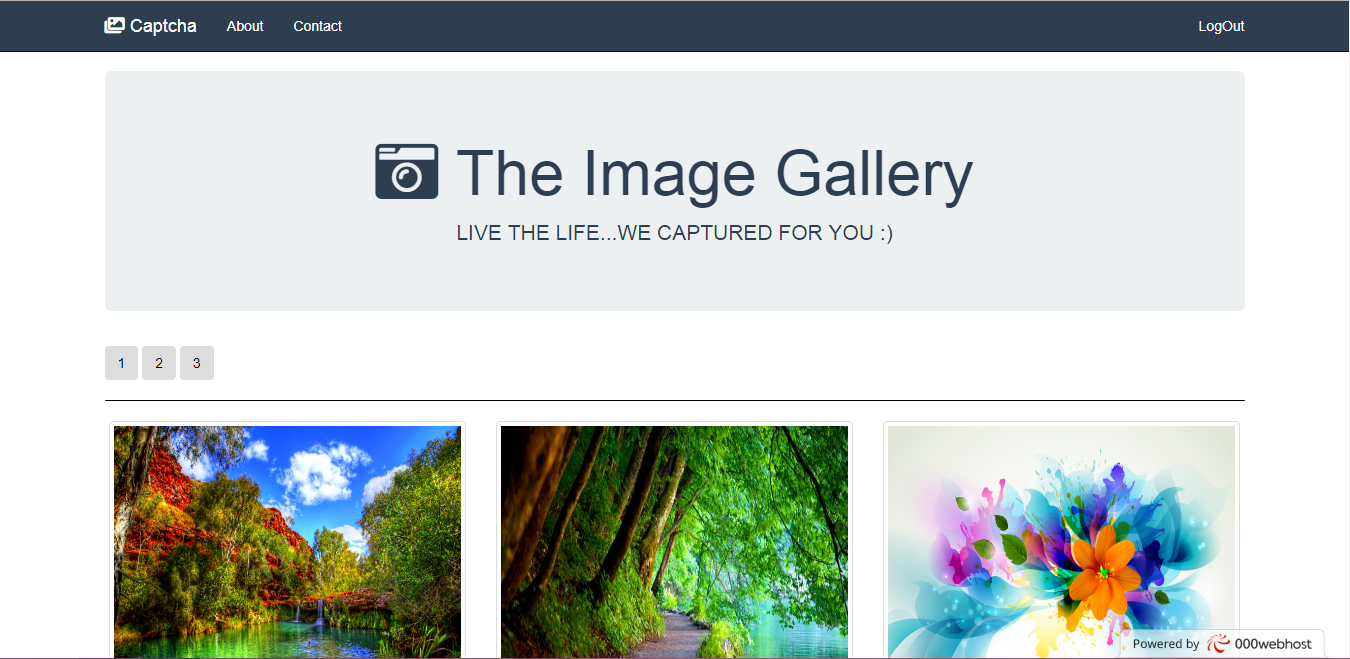 Captcha About Contact LogOut
The Image Gallery
LIVE THE LIFE...WE CAPTURED FOR YOU :)
1 2 3
Powered by 000webhost